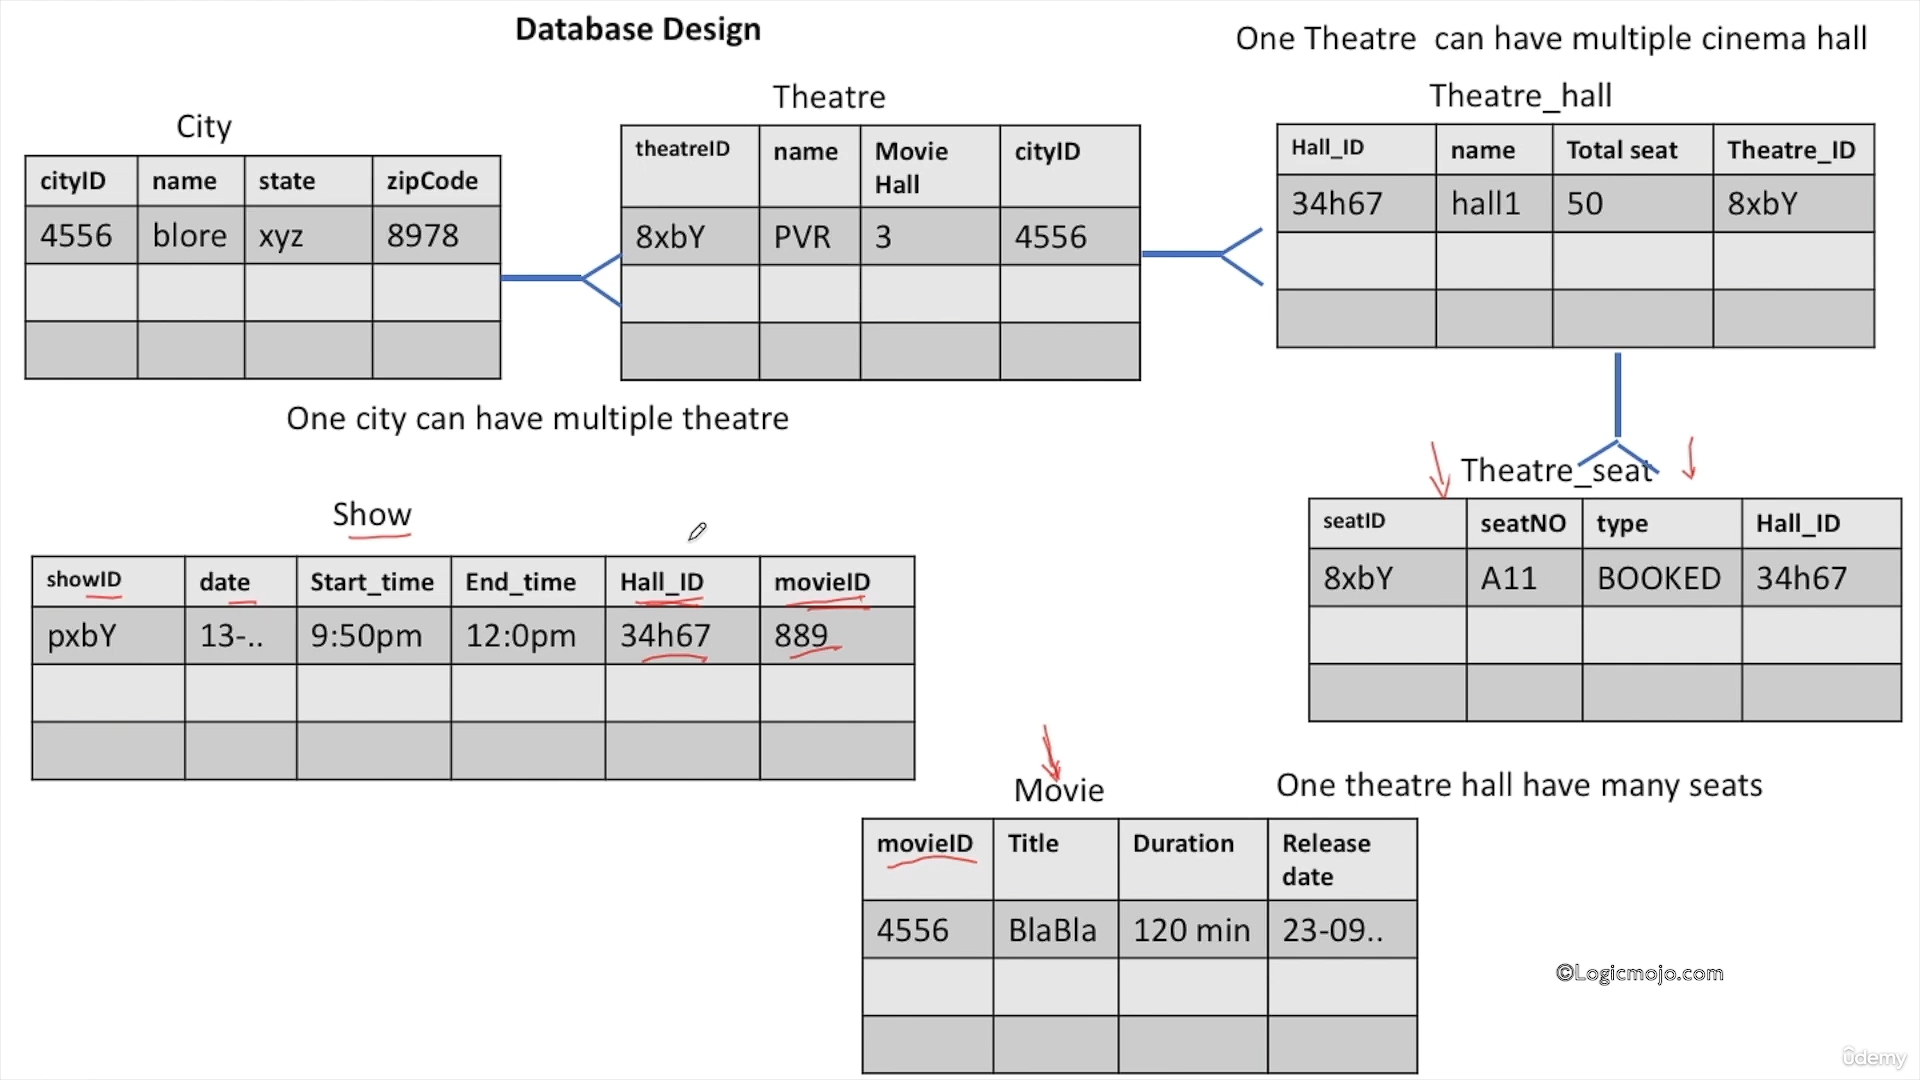 Database Design
One Theatre can have multiple cinema hall
City
cityID name state zipCode
4556 blore xyz 8978
Theatre
theatreID name Movie Hall cityID
8xbY PVR 3 4556
Theatre_hall
Hall_ID name Total seat Theatre_ID
34h67 hall1 50 8xbY
One city can have multiple theatre
Show
showID date Start_time End_time Hall_ID movieID
pxbY 13-.. 9:50pm 12:0pm 34h67 889
Theatre_seat
seatID seatNO type Hall_ID
8xbY A11 BOOKED 34h67
One theatre hall have many seats
Movie
movieID Title Duration Release date
4556 BlaBla 120 min 23-09..
©Logicmojo.com
ûdemy